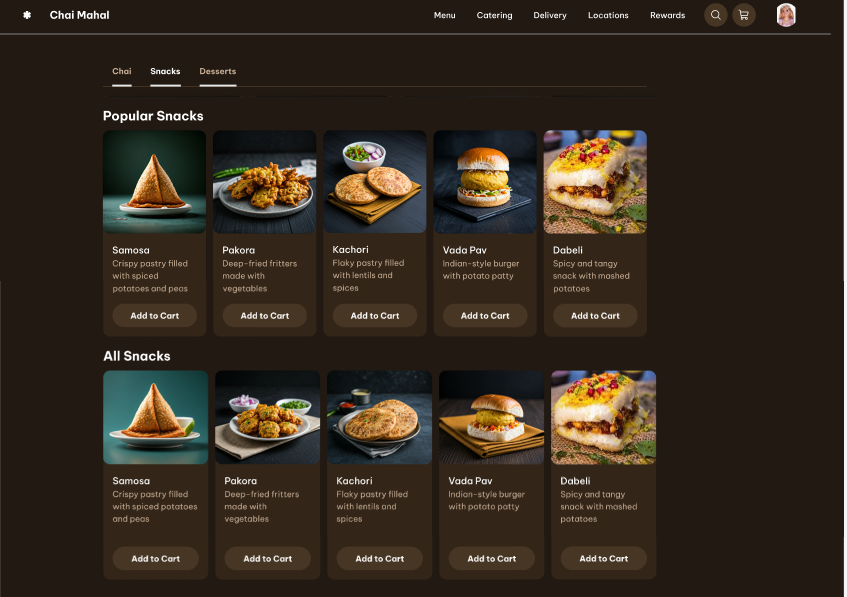 Chai Mahal
Menu Catering Delivery Locations Rewards
Chai Snacks Desserts
Popular Snacks
Samosa
Crispy pastry filled
with spiced
potatoes and peas
Add to Cart
Pakora
Deep-fried fritters
made with
vegetables
Add to Cart
Kachori
Flaky pastry filled
with lentils and
spices
Add to Cart
Vada Pav
Indian-style burger
with potato patty
Add to Cart
Dabeli
Spicy and tangy
snack with mashed
potatoes
Add to Cart
All Snacks
Samosa
Crispy pastry filled
with spiced potatoes
and peas
Add to Cart
Pakora
Deep-fried fritters
made with
vegetables
Add to Cart
Kachori
Flaky pastry filled
with lentils and
spices
Add to Cart
Vada Pav
Indian-style burger
with potato patty
Add to Cart
Dabeli
Spicy and tangy
snack with mashed
potatoes
Add to Cart